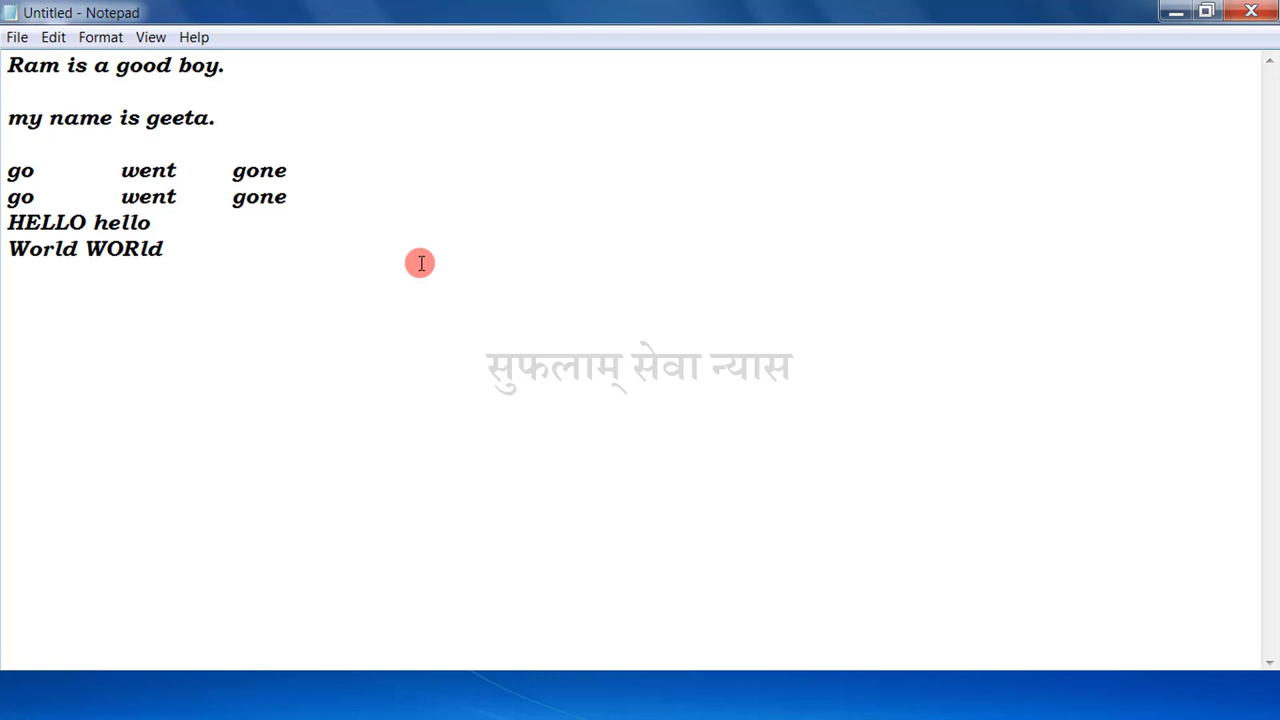 Untitled - Notepad
File Edit Format View Help
Ram is a good boy.
my name is geeta.
go went gone
go went gone
HELLO hello
World WORld
सुफलाम् सेवा न्यास